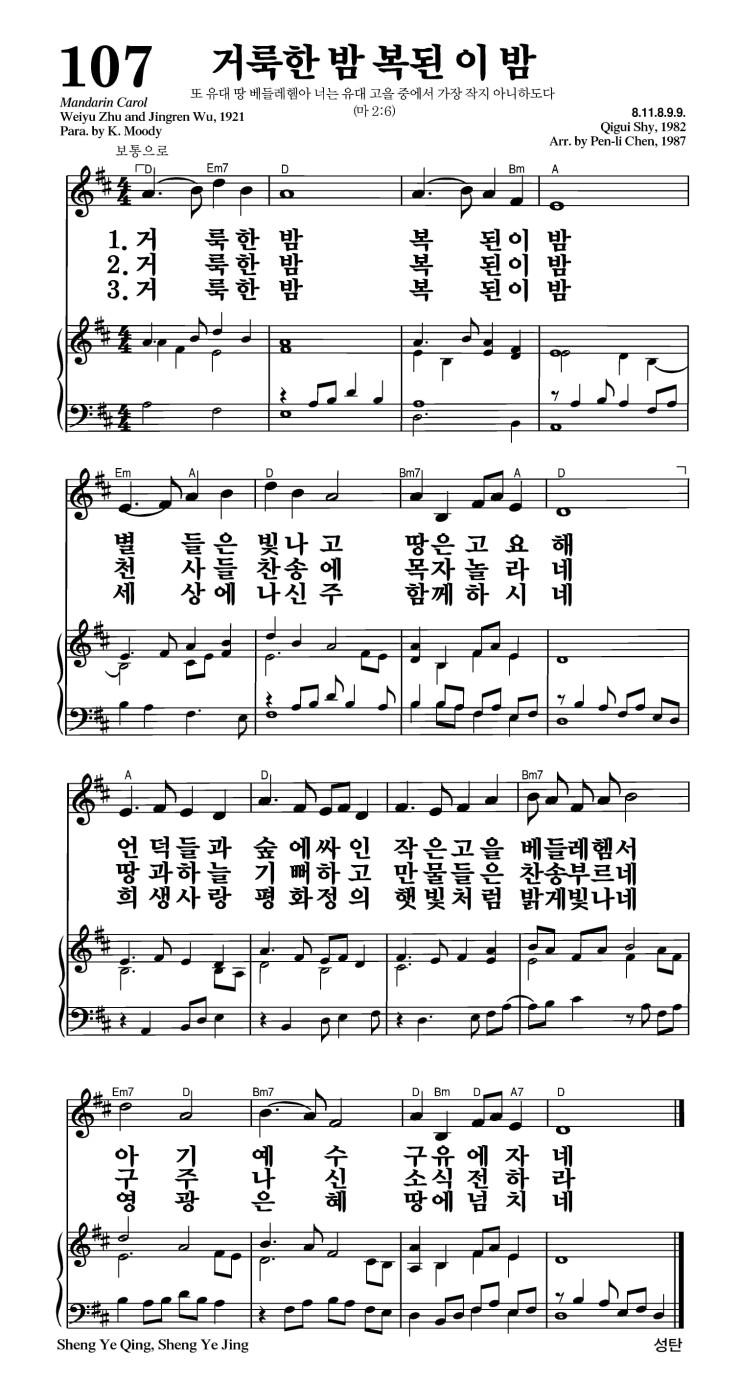 107
거룩한 밤 복된 이 밤
또 유대 땅 베들레헴아 너는 유대 고을 중에서 가장 작지 아니하도다
(마 2:6)
Mandarin Carol
Weiyu Zhu and Jingren Wu, 1921
Para. by K. Moody
8.11.8.9.9.
Qigui Shy, 1982
Arr. by Pen-li Chen, 1987
보통으로
D Em7 D Bm A
1. 거 룩 한 밤 복 된 이 밤
2. 거 룩 한 밤 복 된 이 밤
3. 거 룩 한 밤 복 된 이 밤
Em A D Bm7 A D
별 들 은 빛 나 고 땅 은 고 요 해
천 사 들 찬 송 에 목 자 놀 라 네
세 상 에 나 신 주 함 께 하 시 네
A D Bm7
언 덕 들 과 숲 에 싸 인 작 은 고 을 베 들 레 헴 서
땅 과 하 늘 기 뻐 하 고 만 물 들 은 찬 송 부 르 네
희 생 사 랑 평 화 정 의 햇 빛 처 럼 밝 게 빛 나 네
Em7 D Bm7 D Bm D A7 D
아 기 예 수 구 유 에 자 네
구 주 나 신 소 식 전 하 라
영 광 은 혜 땅 에 넘 치 네
Sheng Ye Qing, Sheng Ye Jing
성탄